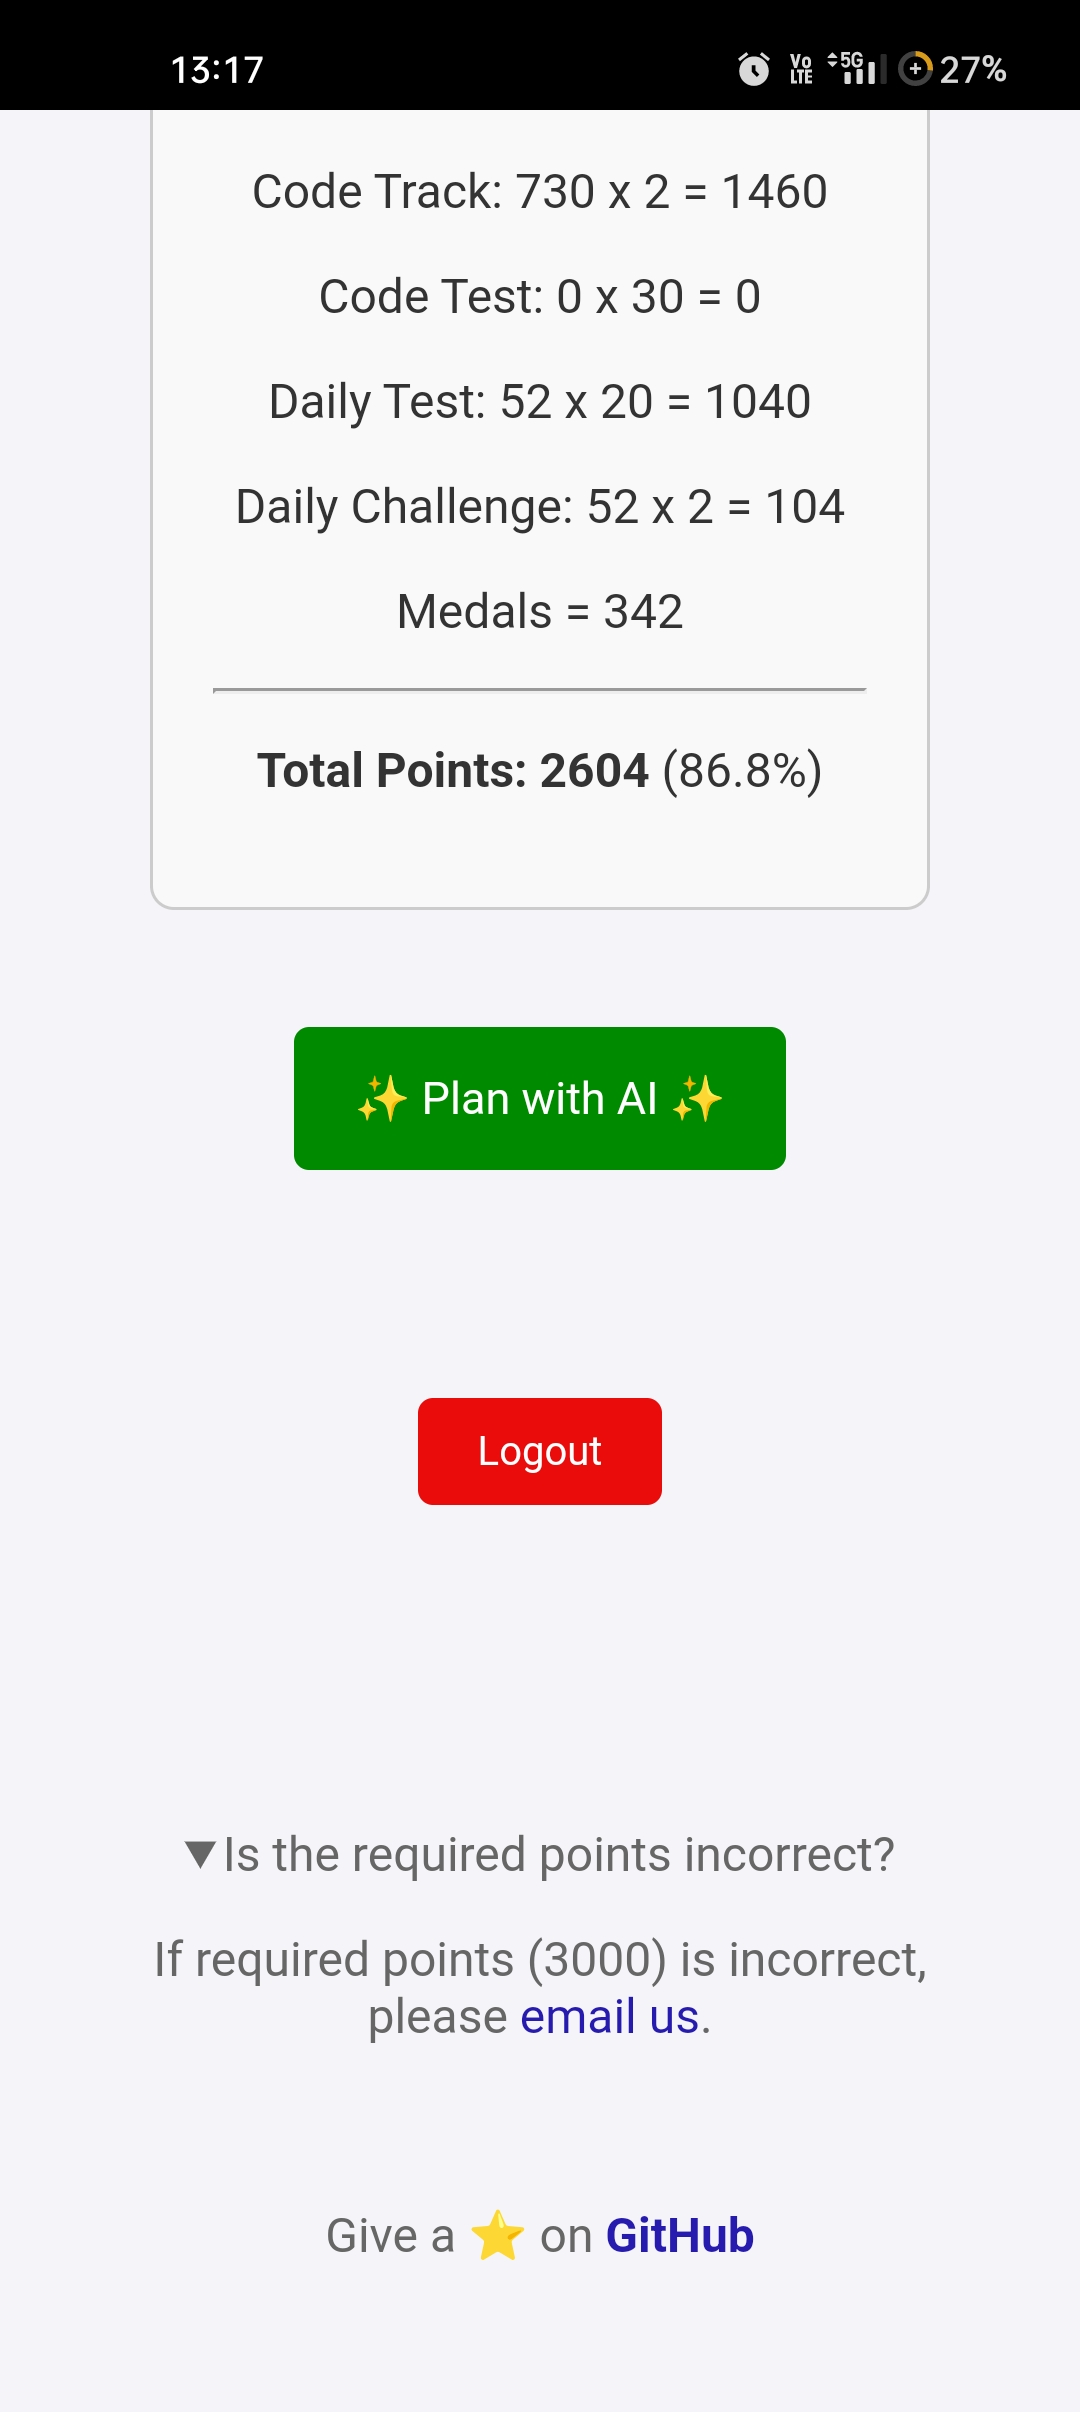 13:17
Vo LTE 5G 27%
Code Track: 730 x 2 = 1460
Code Test: 0 x 30 = 0
Daily Test: 52 x 20 = 1040
Daily Challenge: 52 x 2 = 104
Medals = 342
Total Points: 2604 (86.8%)
✨ Plan with AI ✨
Logout
▼Is the required points incorrect?
If required points (3000) is incorrect,
please email us.
Give a ⭐ on GitHub